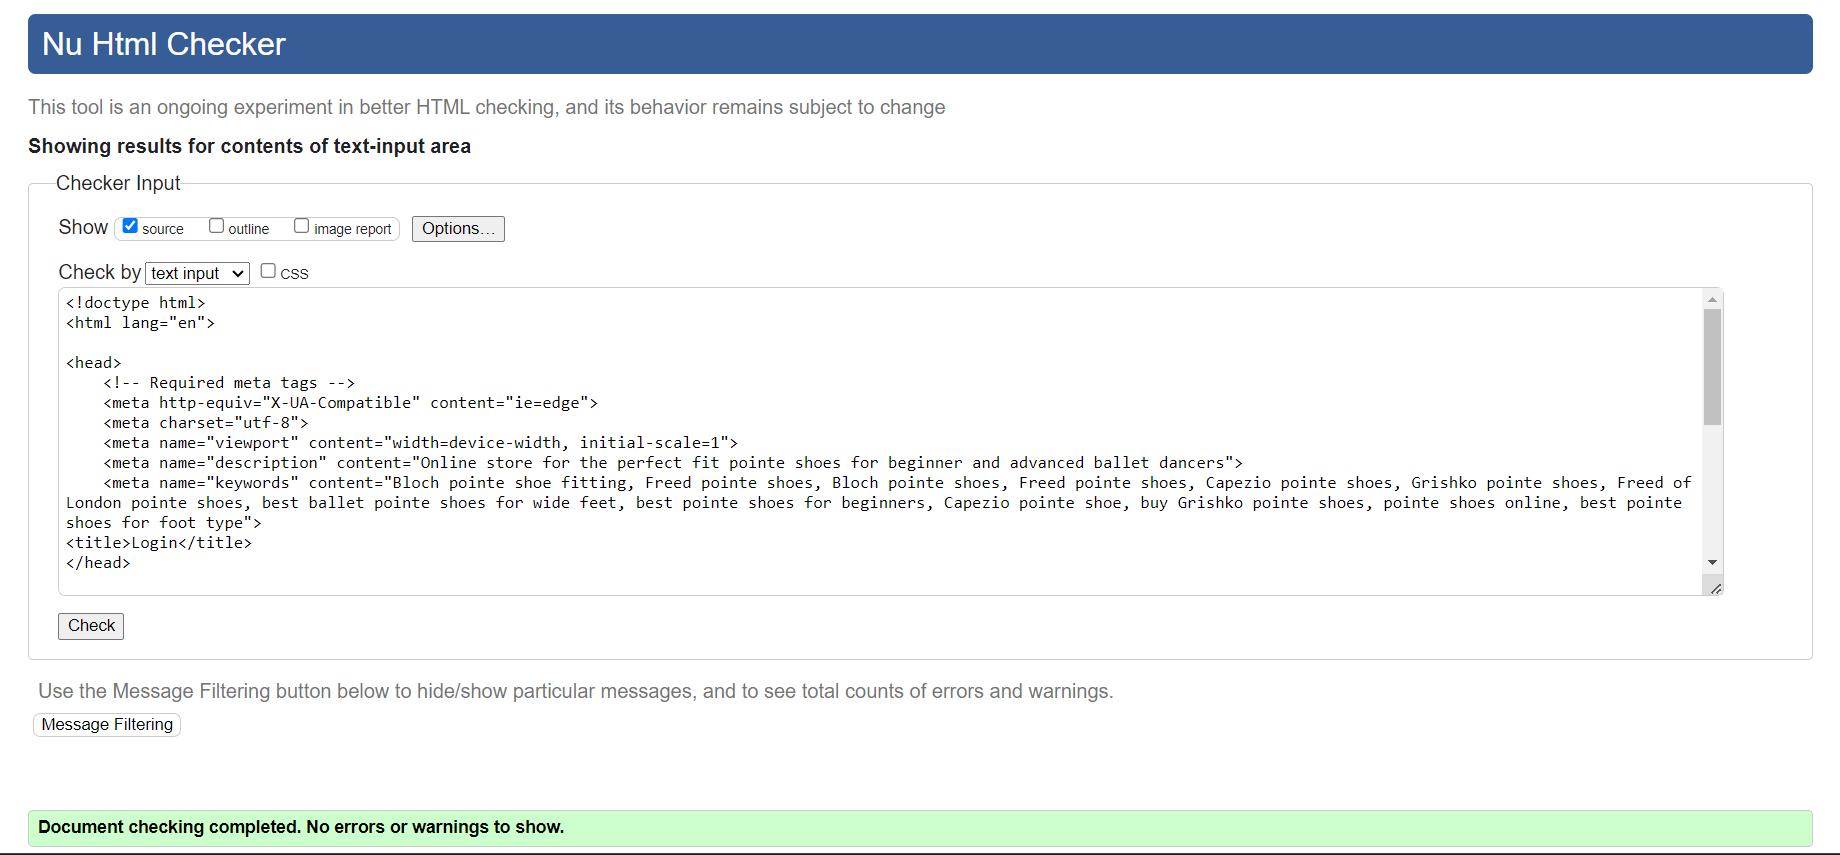 Nu Html Checker
This tool is an ongoing experiment in better HTML checking, and its behavior remains subject to change
Showing results for contents of text-input area
Checker Input
Show source outline image report Options...
Check by text input CSS
<!doctype html>
<html lang="en">
<head>
<!-- Required meta tags -->
<meta http-equiv="X-UA-Compatible" content="ie=edge">
<meta charset="utf-8">
<meta name="viewport" content="width=device-width, initial-scale=1">
<meta name="description" content="Online store for the perfect fit pointe shoes for beginner and advanced ballet dancers">
<meta name="keywords" content="Bloch pointe shoe fitting, Freed pointe shoes, Bloch pointe shoes, Freed pointe shoes, Capezio pointe shoes, Grishko pointe shoes, Freed of
London pointe shoes, best ballet pointe shoes for wide feet, best pointe shoes for beginners, Capezio pointe shoe, buy Grishko pointe shoes, pointe shoes online, best pointe
shoes for foot type">
<title>Login</title>
</head>
Check
Use the Message Filtering button below to hide/show particular messages, and to see total counts of errors and warnings.
Message Filtering
Document checking completed. No errors or warnings to show.